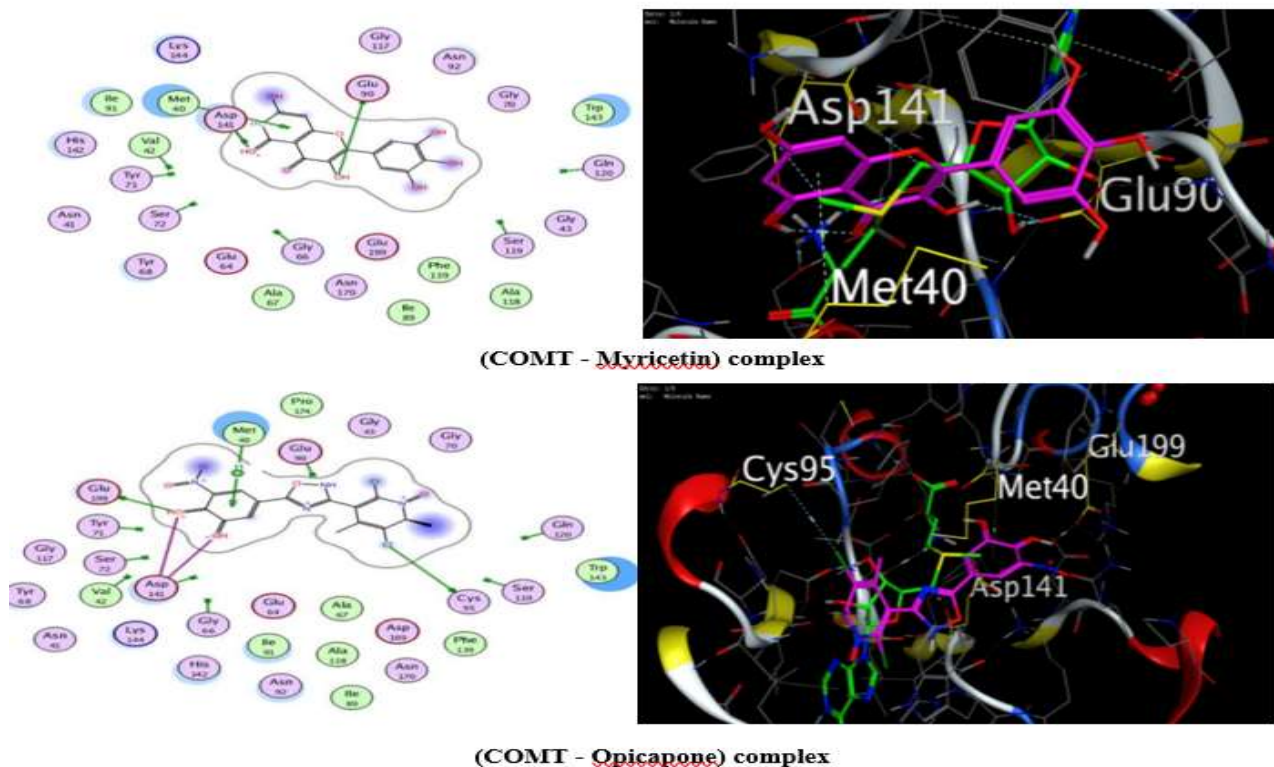 Lys 144
Gly 117
Asn 92
Glu 90
Gly 70
Ile 91
Met 40
Asp 141
Trp 143
His 142
Val 42
Tyr 71
Gln 120
Asn 41
Ser 72
Gly 43
Tyr 68
Glu 64
Gly 66
Glu 199
Ser 119
Ala 67
Asn 170
Phe 139
Ala 118
Ile 89
Asp141
Glu90
Met40
(COMT - Myricetin) complex
Pro 174
Met 40
Gly 43
Gly 70
Glu 90
Glu 199
Tyr 71
Gln 120
Gly 117
Ser 72
Trp 143
Tyr 68
Val 42
Asp 141
Cys 95
Ser 119
Asn 41
Lys 144
Gly 66
Glu 64
Ala 67
Asp 169
Phe 139
His 142
Ile 91
Ala 118
Asn 170
Asn 92
Ile 89
Cys95
Glu199
Met40
Asp141
(COMT - Opicapone) complex